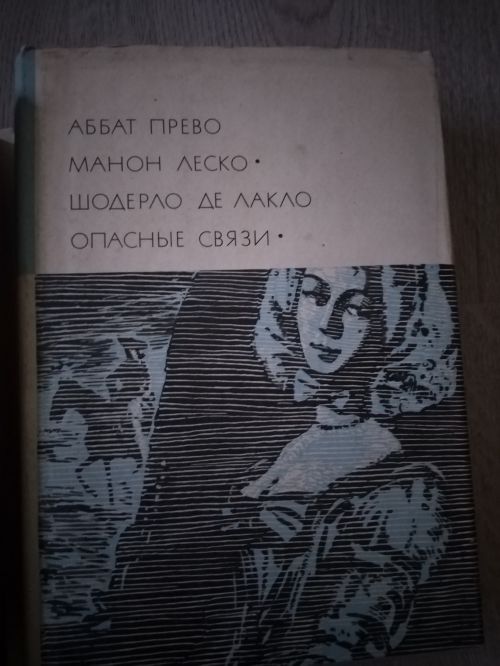 АББАТ ПРЕВО
МАНОН ЛЕСКО •
ШОДЕРЛО ДЕ ЛАКЛО
ОПАСНЫЕ СВЯЗИ •